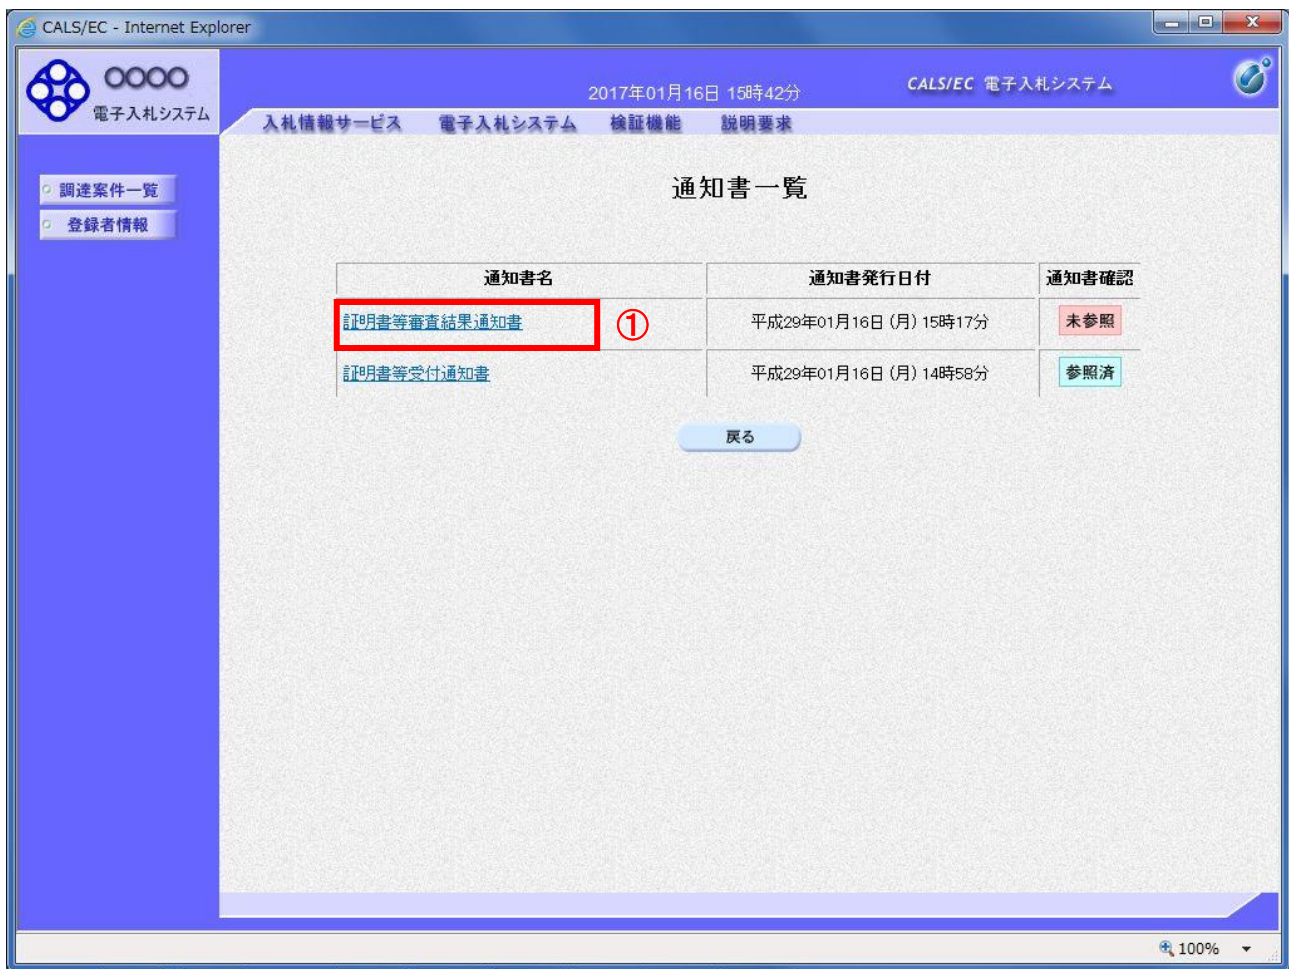 CALS/EC - Internet Explorer
○○○○
電子入札システム
2017年01月16日 15時42分
CALS/EC 電子入札システム
入札情報サービス 電子入札システム 検証機能 説明要求
調達案件一覧
登録者情報
通知書一覧
通知書名 通知書発行日付 通知書確認
証明書等審査結果通知書 ① 平成29年01月16日 (月) 15時17分 未参照
証明書等受付通知書 平成29年01月16日 (月) 14時58分 参照済
戻る
100%